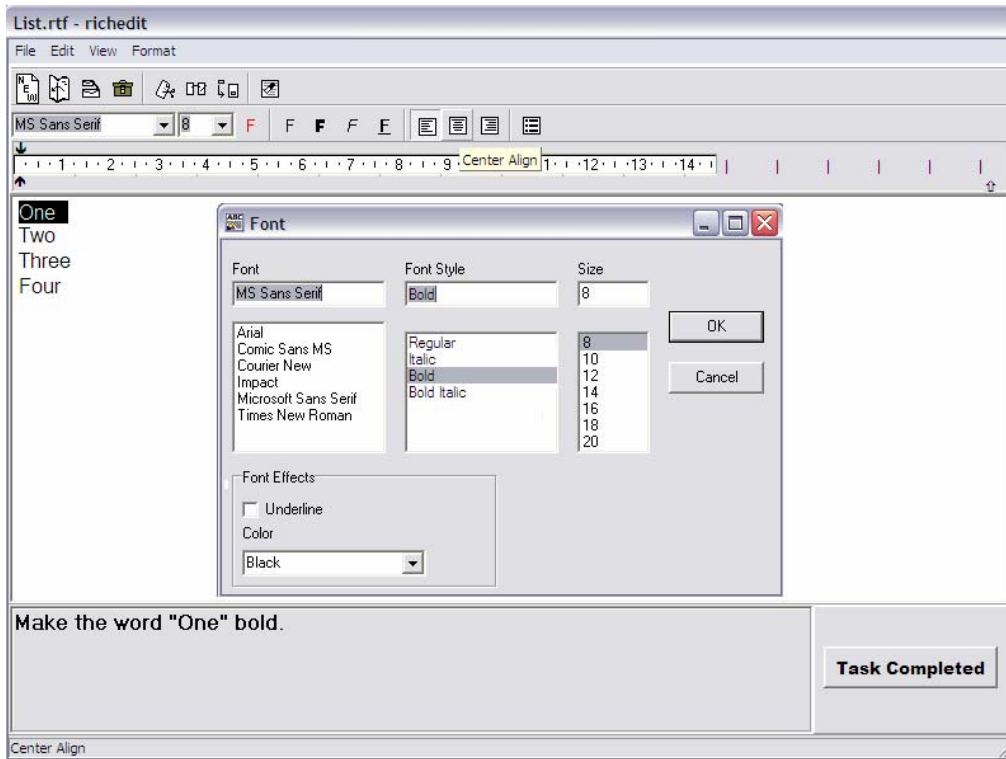 List.rtf - richedit
File Edit View Format
NEW
MS Sans Serif 8 F F F F F
Center Align
1 2 3 4 5 6 7 8 9 1 12 13 14
One
Two
Three
Four
ABC Font
Font Font Style Size
MS Sans Serif Bold 8
Arial
Comic Sans MS
Courier New
Impact
Microsoft Sans Serif
Times New Roman
Regular
Italic
Bold
Bold Italic
8
10
12
14
16
18
20
OK
Cancel
Font Effects
Underline
Color
Black
Make the word "One" bold.
Task Completed
Center Align